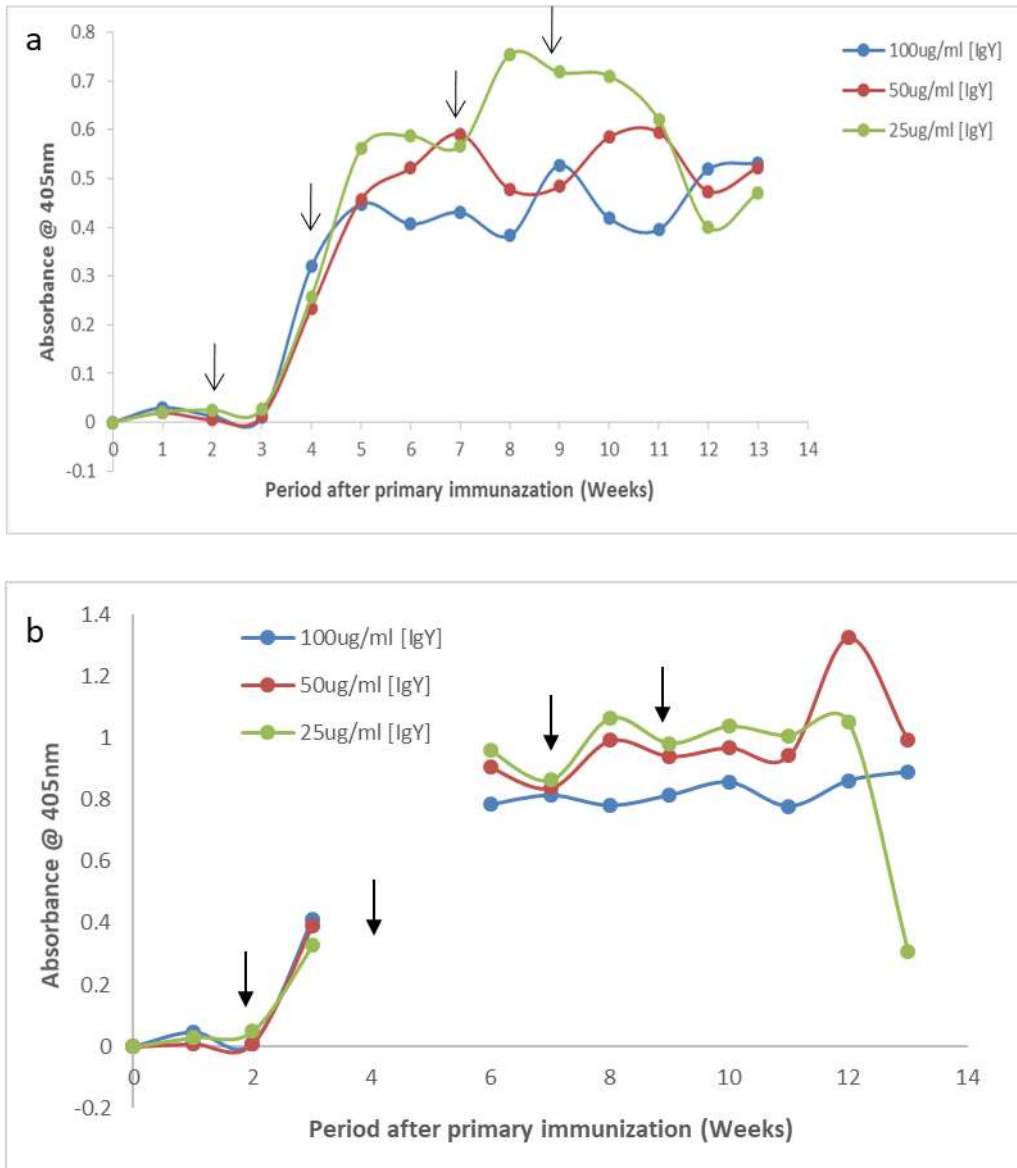 a
0.8
0.7
0.6
0.5
0.4
0.3
0.2
0.1
0
-0.1
Absorbance @ 405nm
0 1 2 3 4 5 6 7 8 9 10 11 12 13 14
Period after primary immunazation (Weeks)
100ug/ml [IgY]
50ug/ml [IgY]
25ug/ml [IgY]
b
1.4
1.2
1
0.8
0.6
0.4
0.2
0
-0.2
Absorbance @ 405nm
0 2 4 6 8 10 12 14
Period after primary immunization (Weeks)
100ug/ml [IgY]
50ug/ml [IgY]
25ug/ml [IgY]